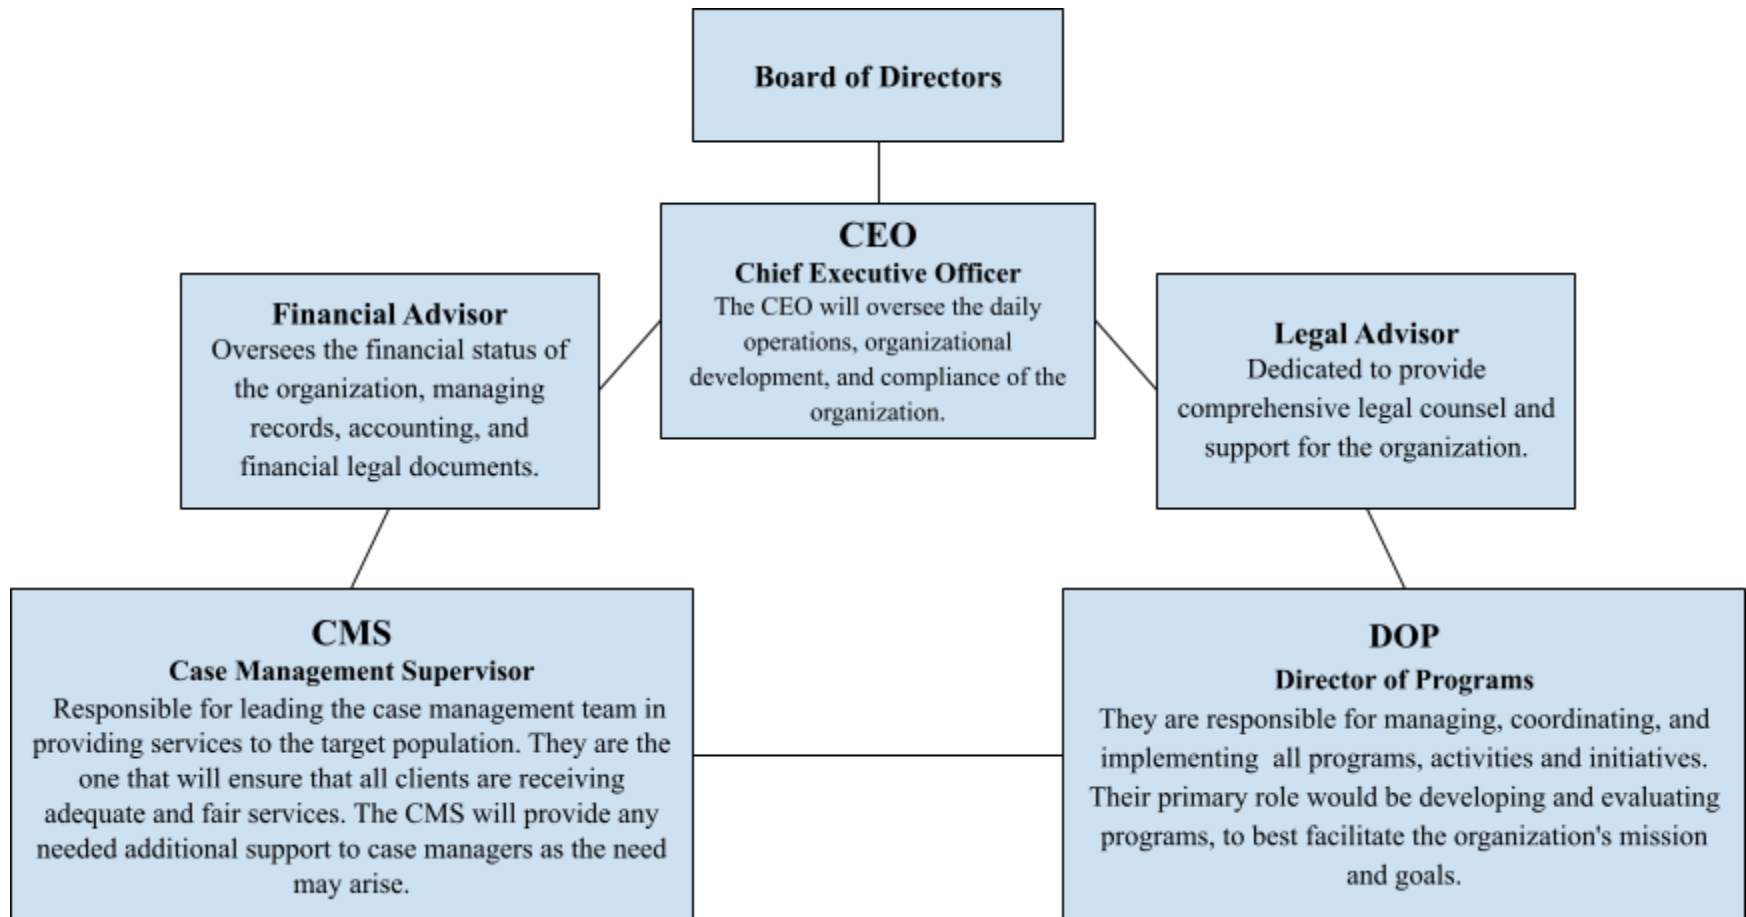 Board of Directors
CEO
Chief Executive Officer
The CEO will oversee the daily
operations, organizational
development, and compliance of the
organization.
Financial Advisor
Oversees the financial status of
the organization, managing
records, accounting, and
financial legal documents.
Legal Advisor
Dedicated to provide
comprehensive legal counsel and
support for the organization.
CMS
Case Management Supervisor
Responsible for leading the case management team in
providing services to the target population. They are the
one that will ensure that all clients are receiving
adequate and fair services. The CMS will provide any
needed additional support to case managers as the need
may arise.
DOP
Director of Programs
They are responsible for managing, coordinating, and
implementing  all programs, activities and initiatives.
Their primary role would be developing and evaluating
programs, to best facilitate the organization's mission
and goals.